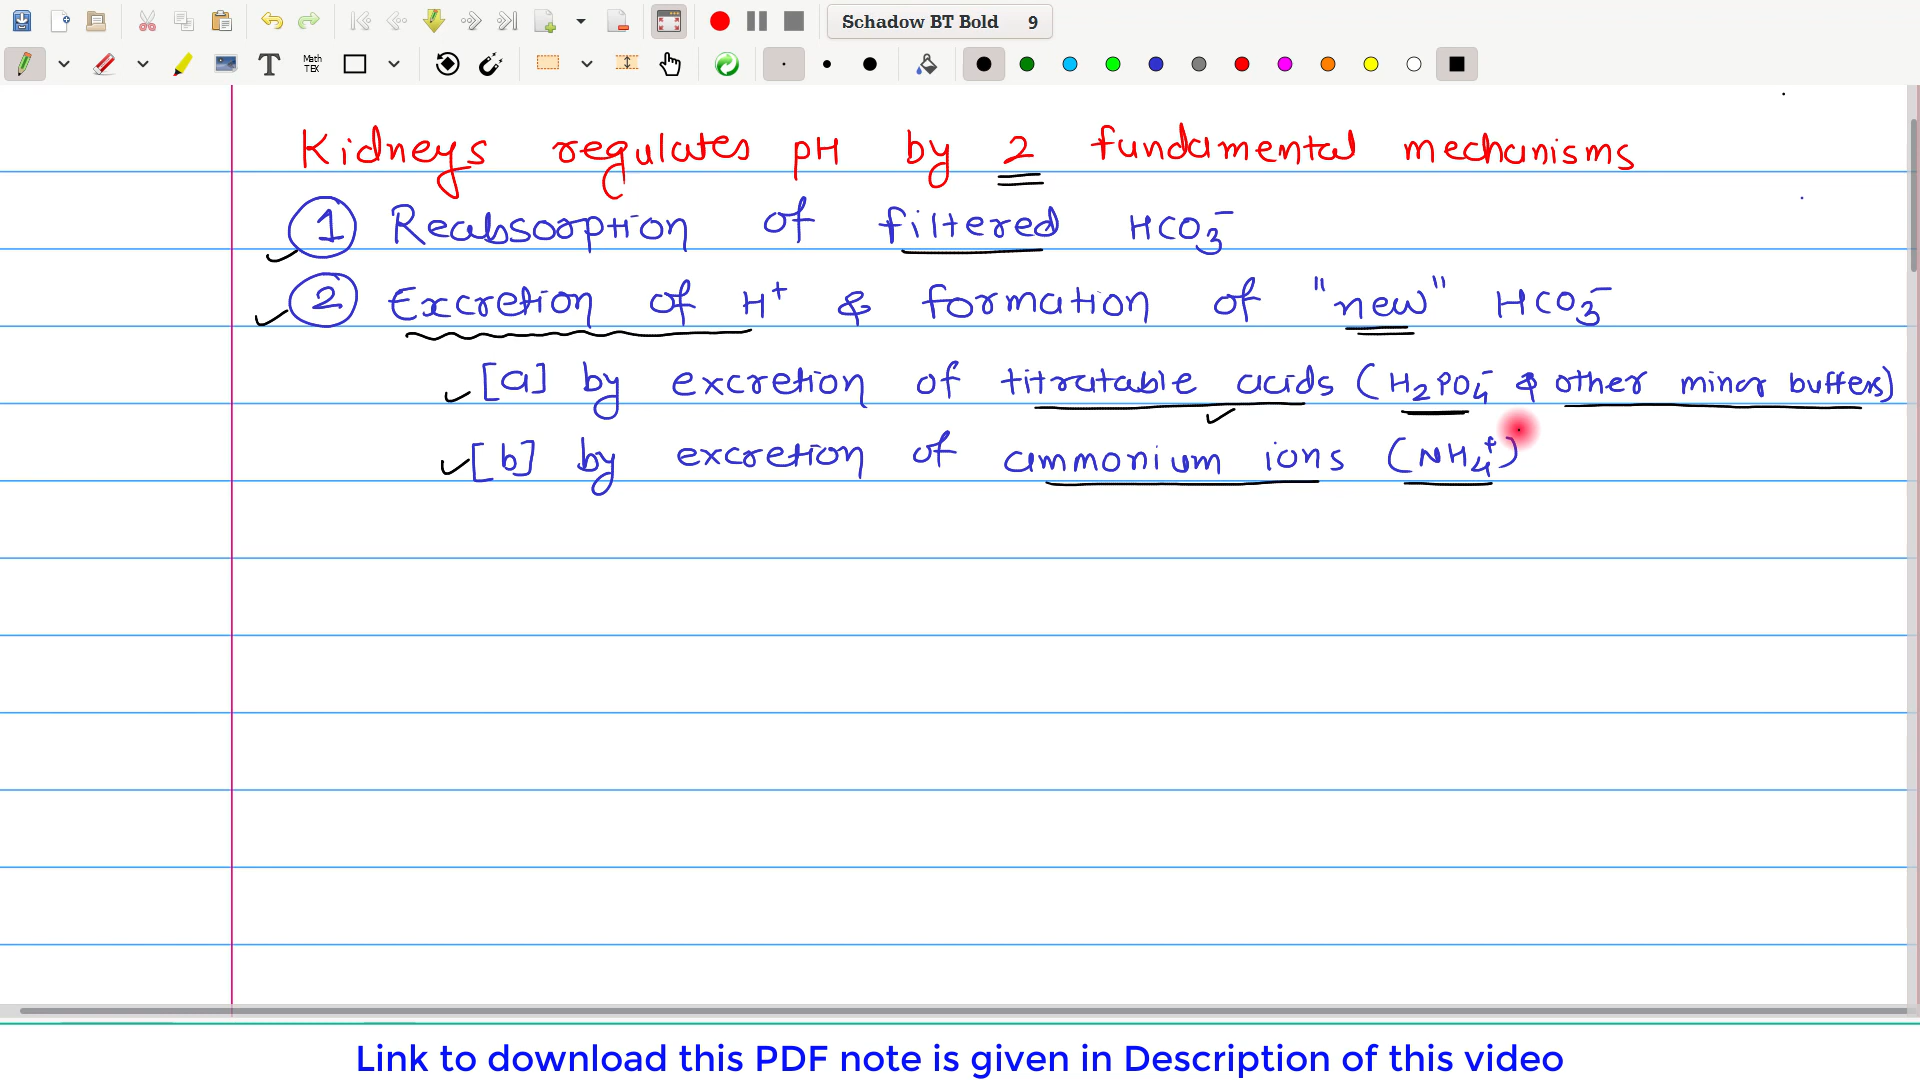 Schadow BT Bold 9
Math TEX
Kidneys regulates pH by 2 fundamental mechanisms
① Reabsorption of filtered HCO₃⁻
② Excretion of H⁺ & formation of "new" HCO₃⁻
[a] by excretion of titratable acids (H₂PO₄⁻ & other minor buffers)
[b] by excretion of ammonium ions (NH₄⁺)
Link to download this PDF note is given in Description of this video